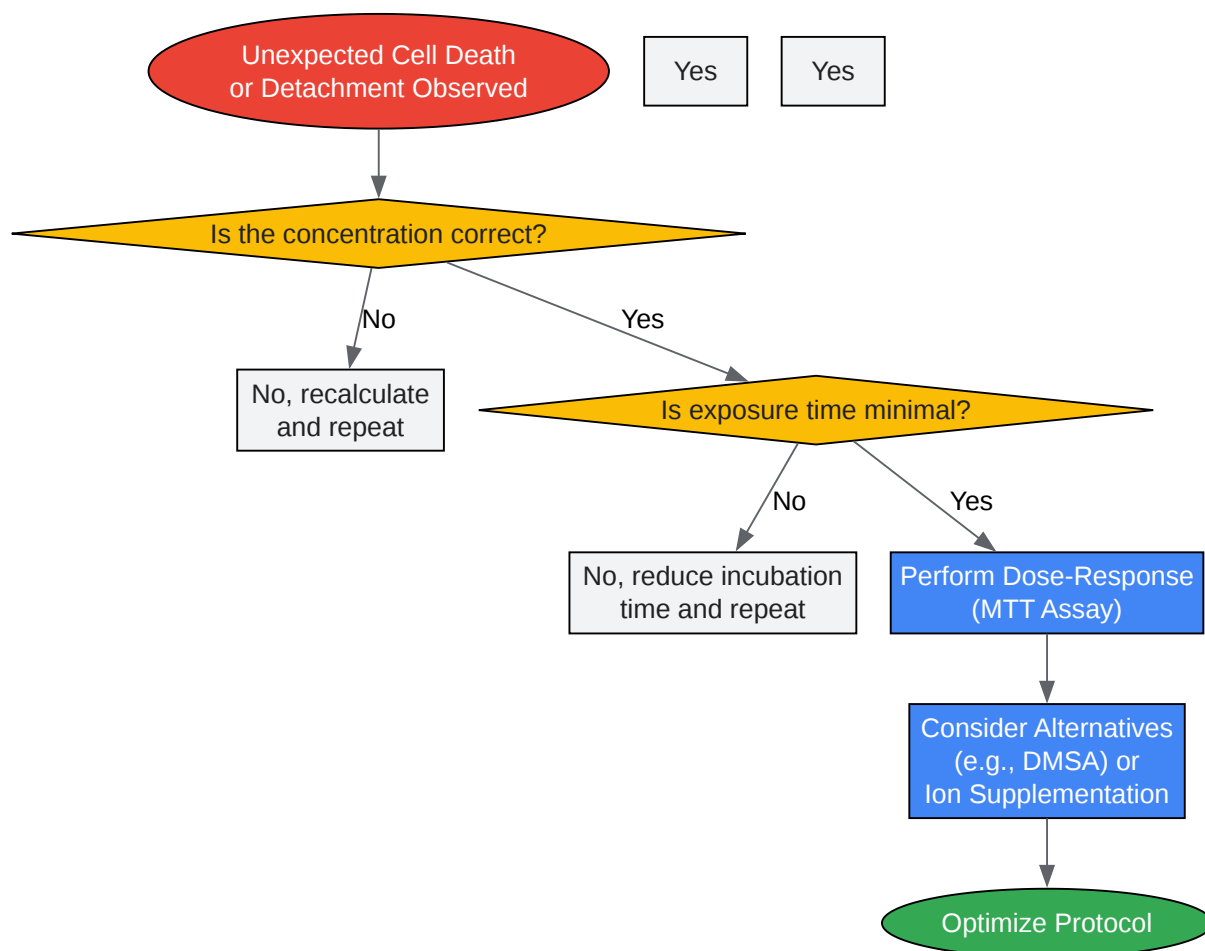 Unexpected Cell Death
or Detachment Observed
Yes
Yes
Is the concentration correct?
No
Yes
No, recalculate
and repeat
Is exposure time minimal?
No
Yes
No, reduce incubation
time and repeat
Perform Dose-Response
(MTT Assay)
Consider Alternatives
(e.g., DMSA) or
Ion Supplementation
Optimize Protocol